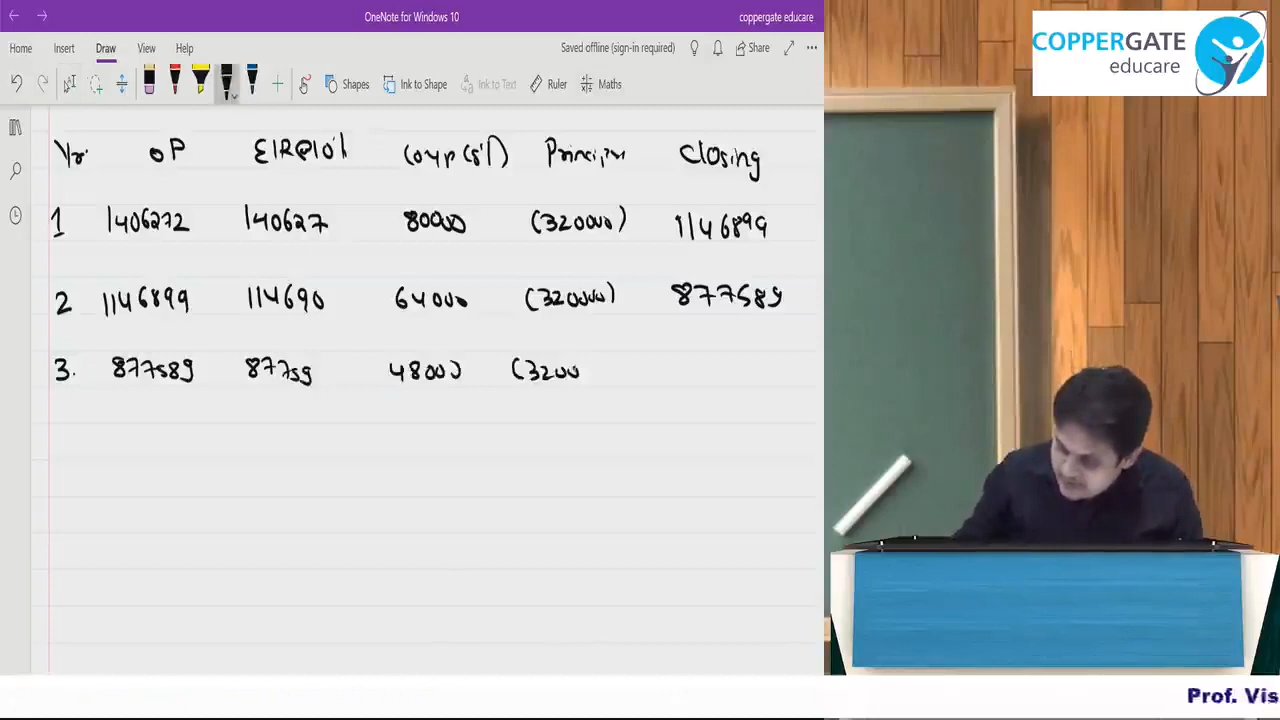 OneNote for Windows 10
coppergate educare
Home Insert Draw View Help
Saved offline (sign-in required) Share
Shapes Ink to Shape Ink to Text Ruler Maths
COPPERGATE
educare
Yr. OP EIR@10% Coup (5%) Closing
1 1406272 140627 80000 (320000) 1146899
2 1146899 114690 64000 (320000) 877589
3. 877589 87759 48000 (3200
Prof. Vis